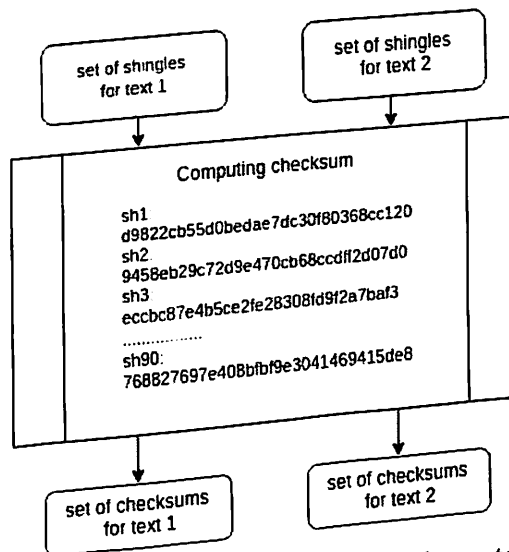 set of shingles
for text 1
set of shingles
for text 2
Computing checksum
sh1
d9822cb55d0bedae7dc30f80368cc120
sh2
9458eb29c72d9e470cb68ccdff2d07d0
sh3
eccbc87e4b5ce2fe28308fd9f2a7baf3
................
sh90:
768827697e408bfbf9e3041469415de8
set of checksums
for text 1
set of checksums
for text 2